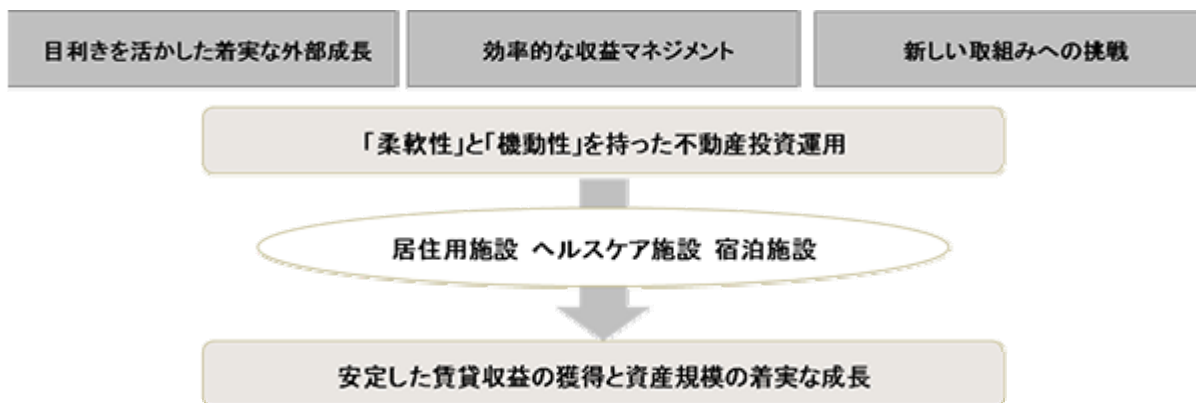 目利きを活かした着実な外部成長
効率的な収益マネジメント
新しい取組みへの挑戦
「柔軟性」と「機動性」を持った不動産投資運用
居住用施設 ヘルスケア施設 宿泊施設
安定した賃貸収益の獲得と資産規模の着実な成長